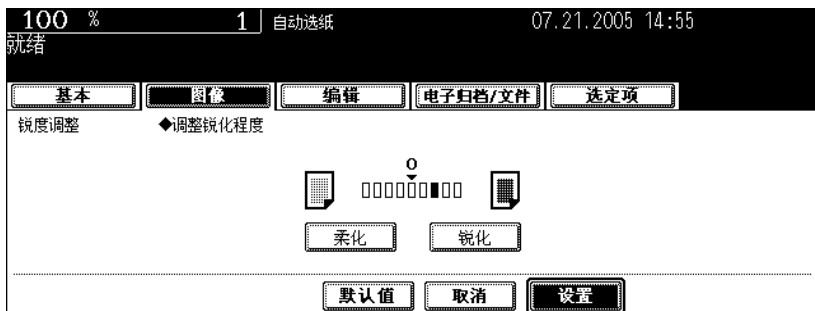 100 % 1 自动选纸 07.21.2005 14:55
就绪
基本 图像 编辑 电子归档/文件 选定项
锐度调整 ◆调整锐化程度
0
柔化 锐化
默认值 取消 设置